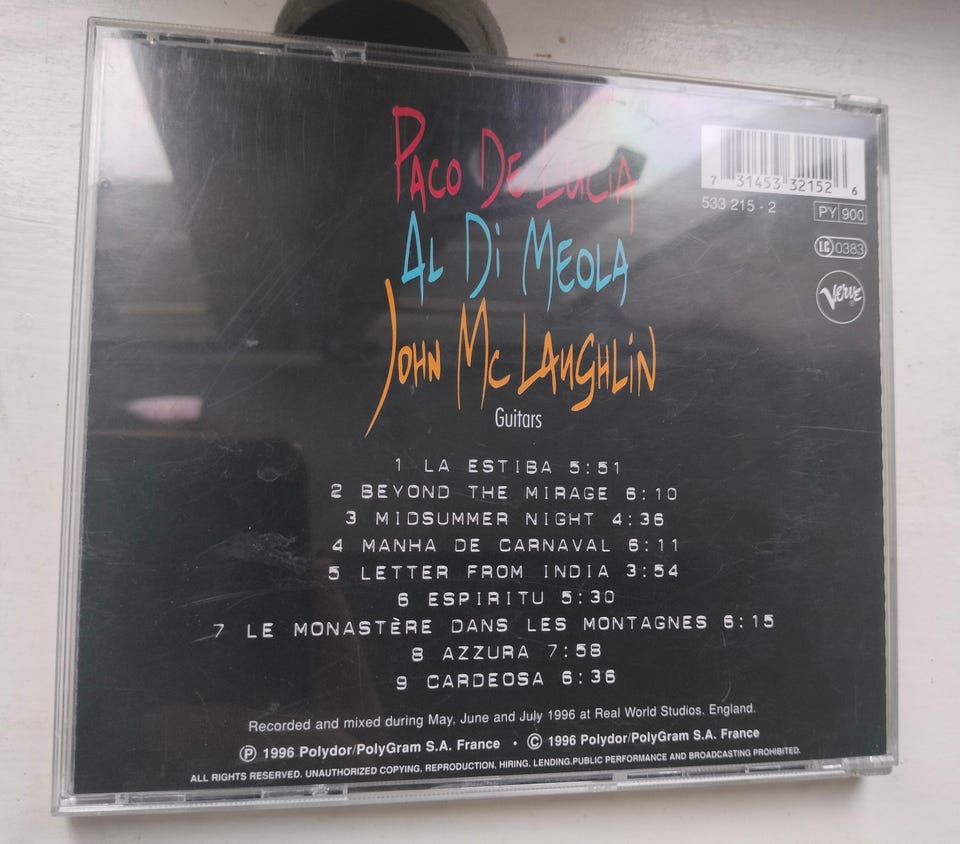 PACO DE LUCIA
AL DI MEOLA
JOHN MC LAUGHLIN
Guitars
7 31453 32152 6
533 215 - 2
PY 900
LC 0383
VERVE
1 LA ESTIBA 5:51
2 BEYOND THE MIRAGE 6:10
3 MIDSUMMER NIGHT 4:36
4 MANHA DE CARNAVAL 6:11
5 LETTER FROM INDIA 3:54
6 ESPIRITU 5:30
7 LE MONASTÈRE DANS LES MONTAGNES 6:15
8 AZZURA 7:58
9 CARDEOSA 6:36
Recorded and mixed during May, June and July 1996 at Real World Studios. England.
℗ 1996 Polydor/PolyGram S.A. France · © 1996 Polydor/PolyGram S.A. France
ALL RIGHTS RESERVED. UNAUTHORIZED COPYING, REPRODUCTION, HIRING, LENDING.PUBLIC PERFORMANCE AND BROADCASTING PROHIBITED.